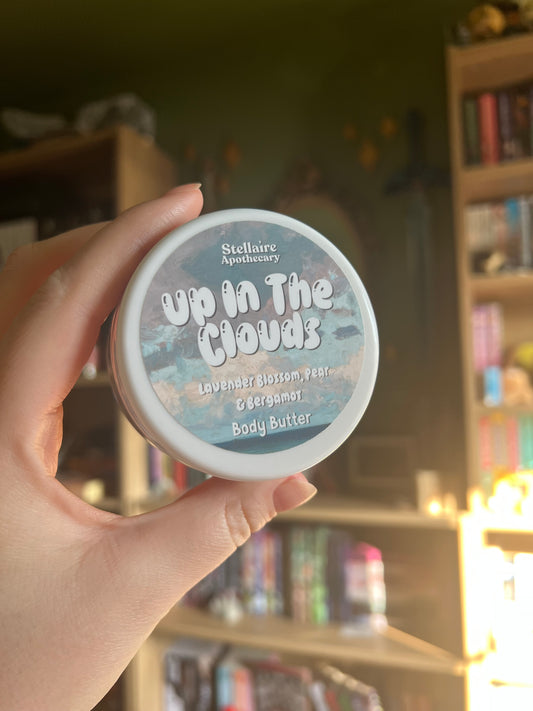 Stellaire
Apothecary
Up In The
Clouds
Lavender Blossom, Pear
& Bergamot
Body Butter